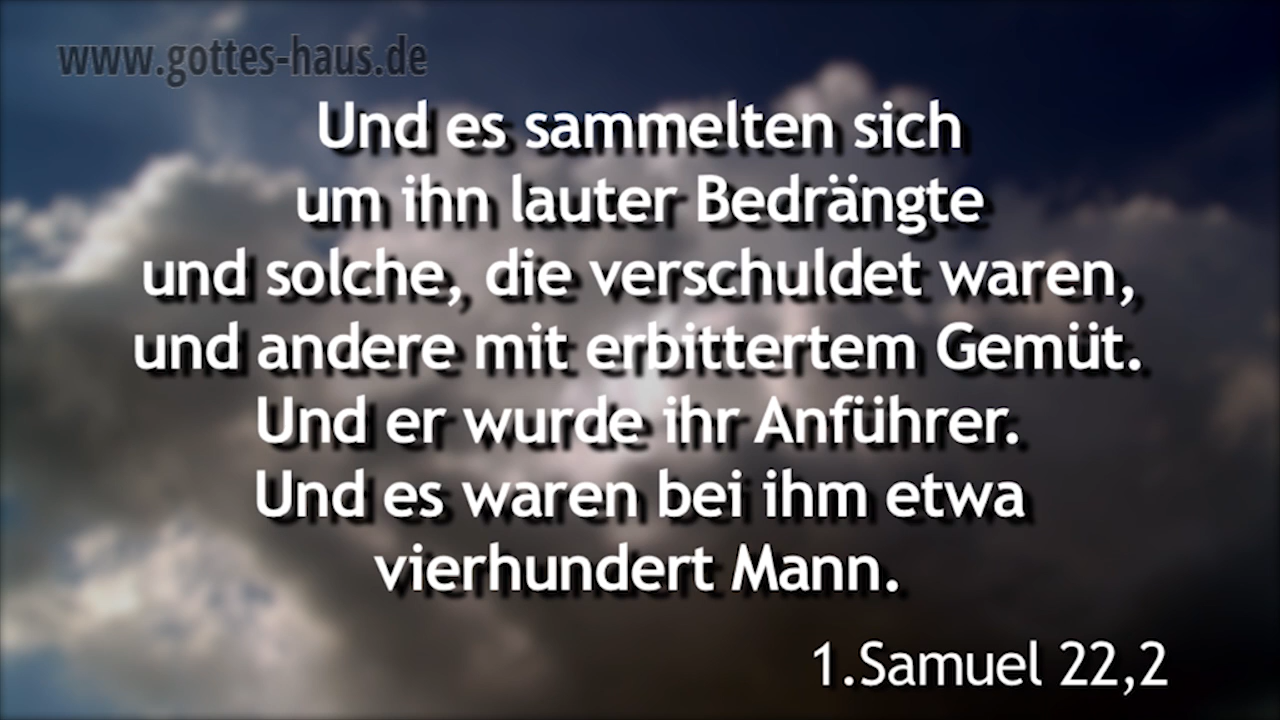 www.gottes-haus.de
Und es sammelten sich
um ihn lauter Bedrängte
und solche, die verschuldet waren,
und andere mit erbittertem Gemüt.
Und er wurde ihr Anführer.
Und es waren bei ihm etwa
vierhundert Mann.
1.Samuel 22,2